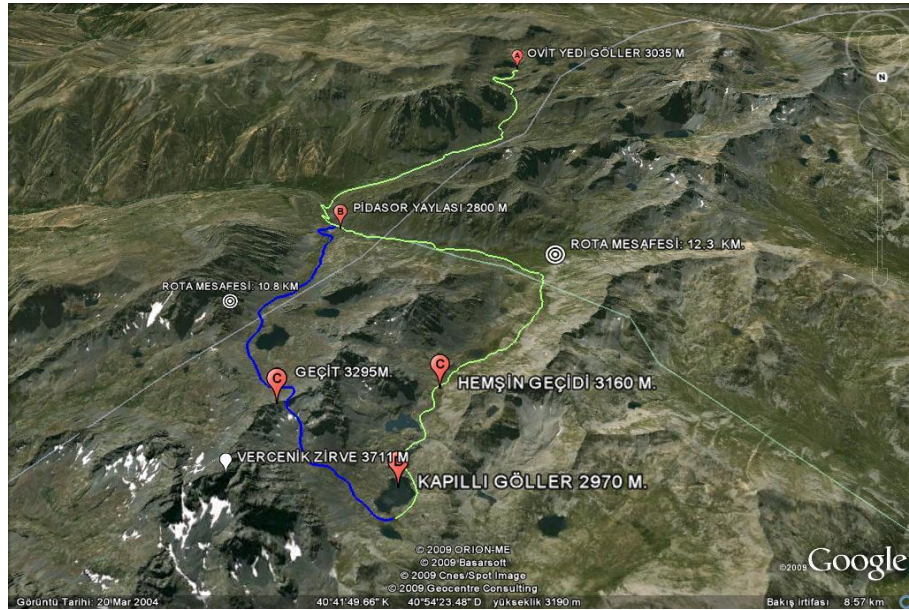 A
OVİT YEDİ GÖLLER 3035 M
N
B
PİDASOR YAYLASI 2800 M
ROTA MESAFESİ: 12.3. KM.
ROTA MESAFESİ: 10.8 KM
C
GEÇİT 3295M.
C
HEMŞİN GEÇİDİ 3160 M.
VERCENİK ZİRVE 3711 M
KAPILLI GÖLLER 2970 M.
© 2009 ORION-ME
© 2009 Basarsoft
© 2009 Cnes/Spot Image
© 2009 Geocentre Consulting
©2009 Google
Görüntü Tarihi: 20 Mar 2004 40°41'49.66" K 40°54'23.48" D yükseklik 3190 m Bakış irtifası 8.57 km